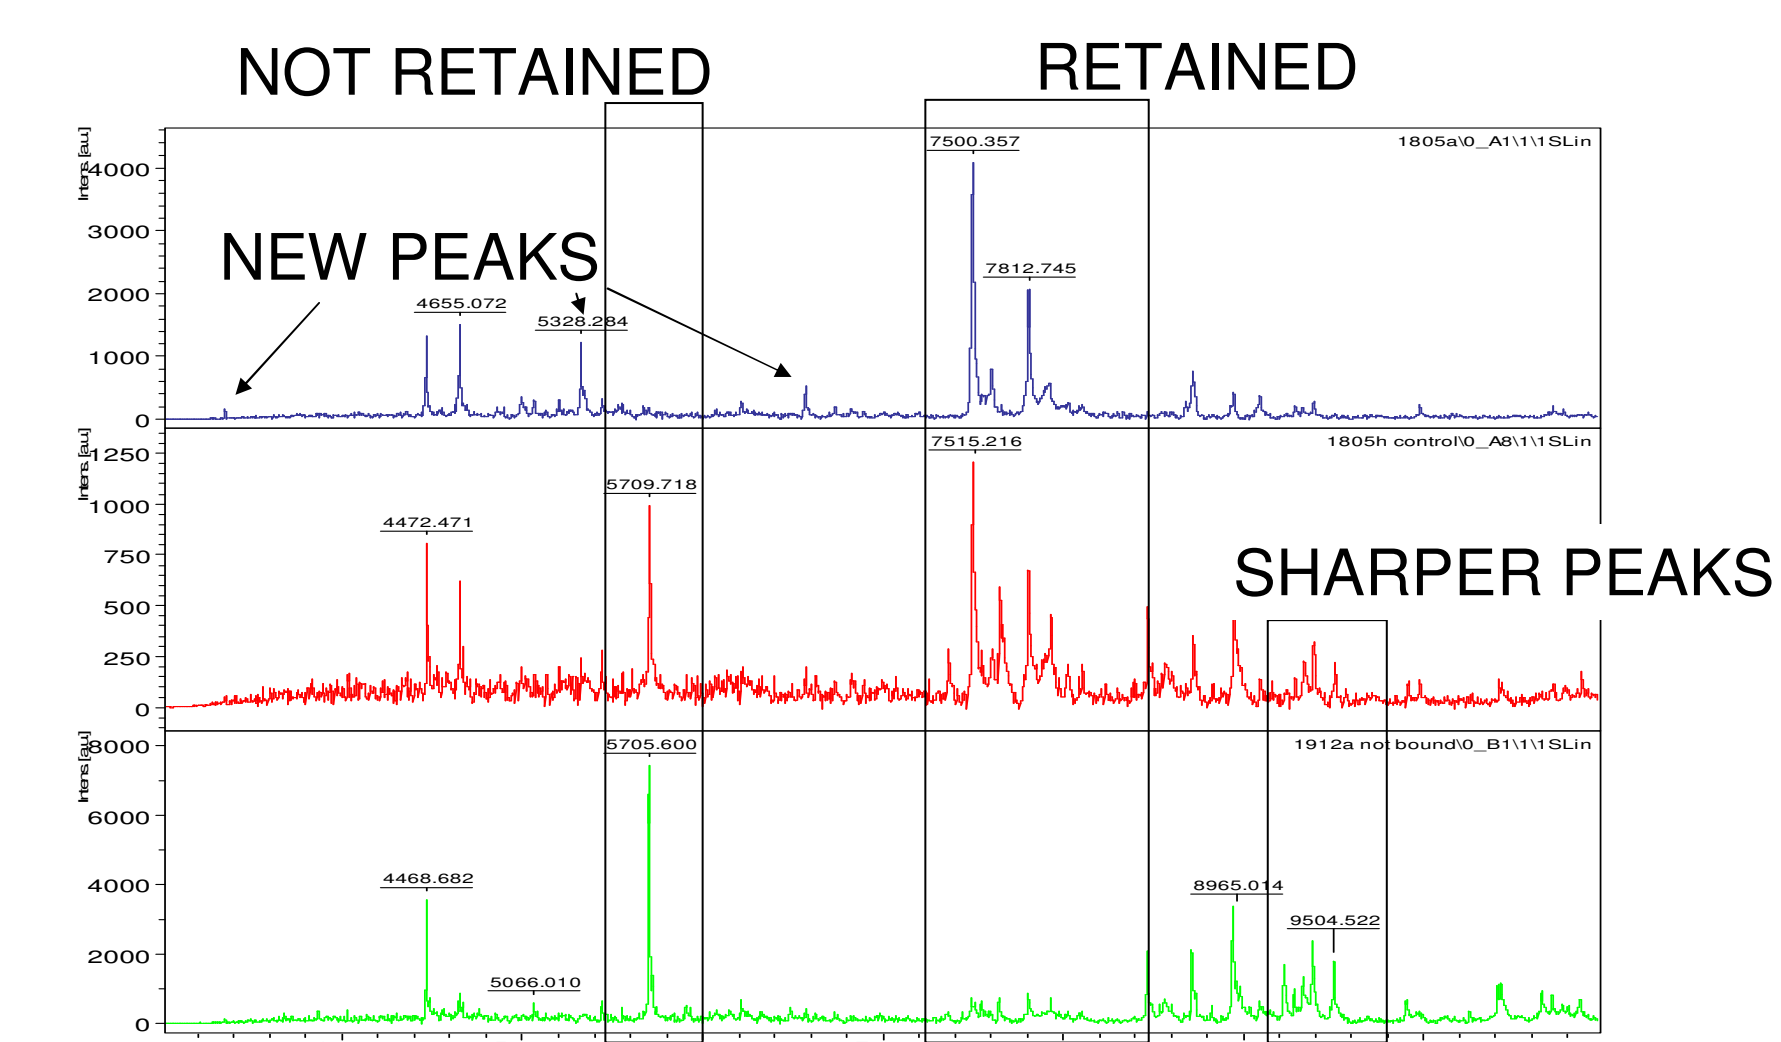 NOT RETAINED
RETAINED
Intens. [a.u.]
4000
3000
2000
1000
0
7500.357
1805a\0_A1\1\1SLin
NEW PEAKS
7812.745
4655.072
5328.284
Intens. [a.u.]
1250
1000
750
500
250
0
7515.216
1805h control\0_A8\1\1SLin
5709.718
4472.471
SHARPER PEAKS
Intens. [a.u.]
8000
6000
4000
2000
0
5705.600
1912a not bound\0_B1\1\1SLin
4468.682
8965.014
9504.522
5066.010